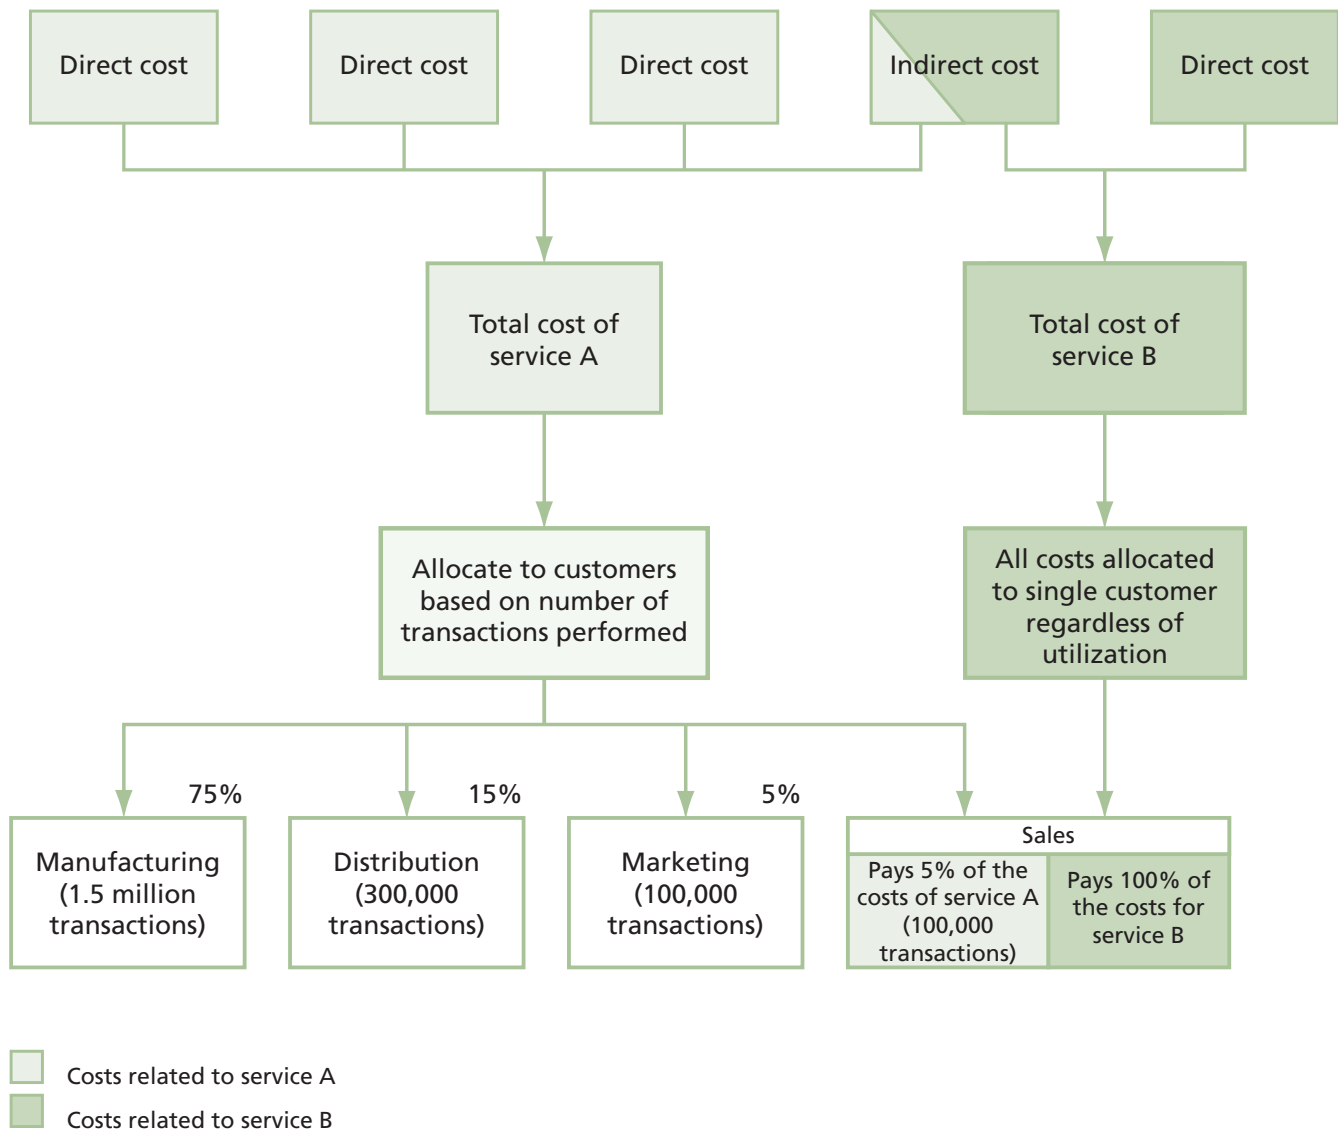 Direct cost
Direct cost
Direct cost
Indirect cost
Direct cost
Total cost of
service A
Total cost of
service B
Allocate to customers
based on number of
transactions performed
All costs allocated
to single customer
regardless of
utilization
75%
15%
5%
Manufacturing
(1.5 million
transactions)
Distribution
(300,000
transactions)
Marketing
(100,000
transactions)
Sales
Pays 5% of the
costs of service A
(100,000
transactions)
Pays 100% of
the costs for
service B
Costs related to service A
Costs related to service B